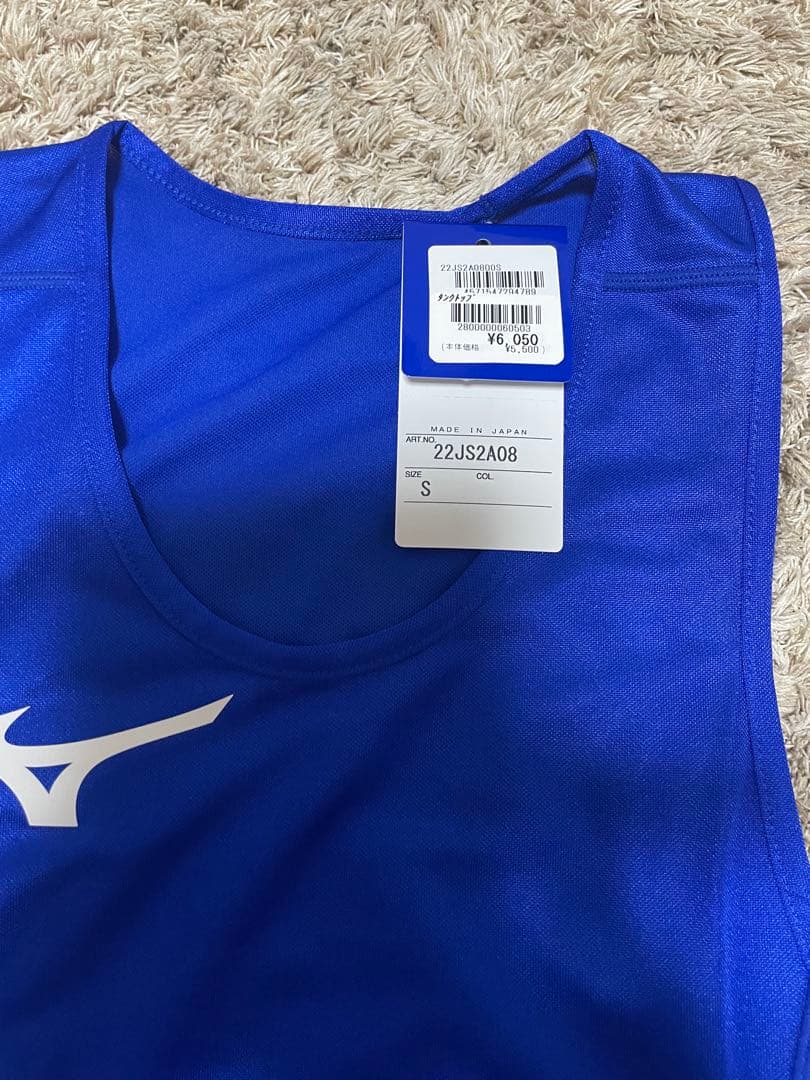 22JS2A0800S
4571547294789
タンクトップ
2800000060503
¥6,050
(本体価格 ¥5,500)
MADE IN JAPAN
ART.NO.
22JS2A08
SIZE COL.
S